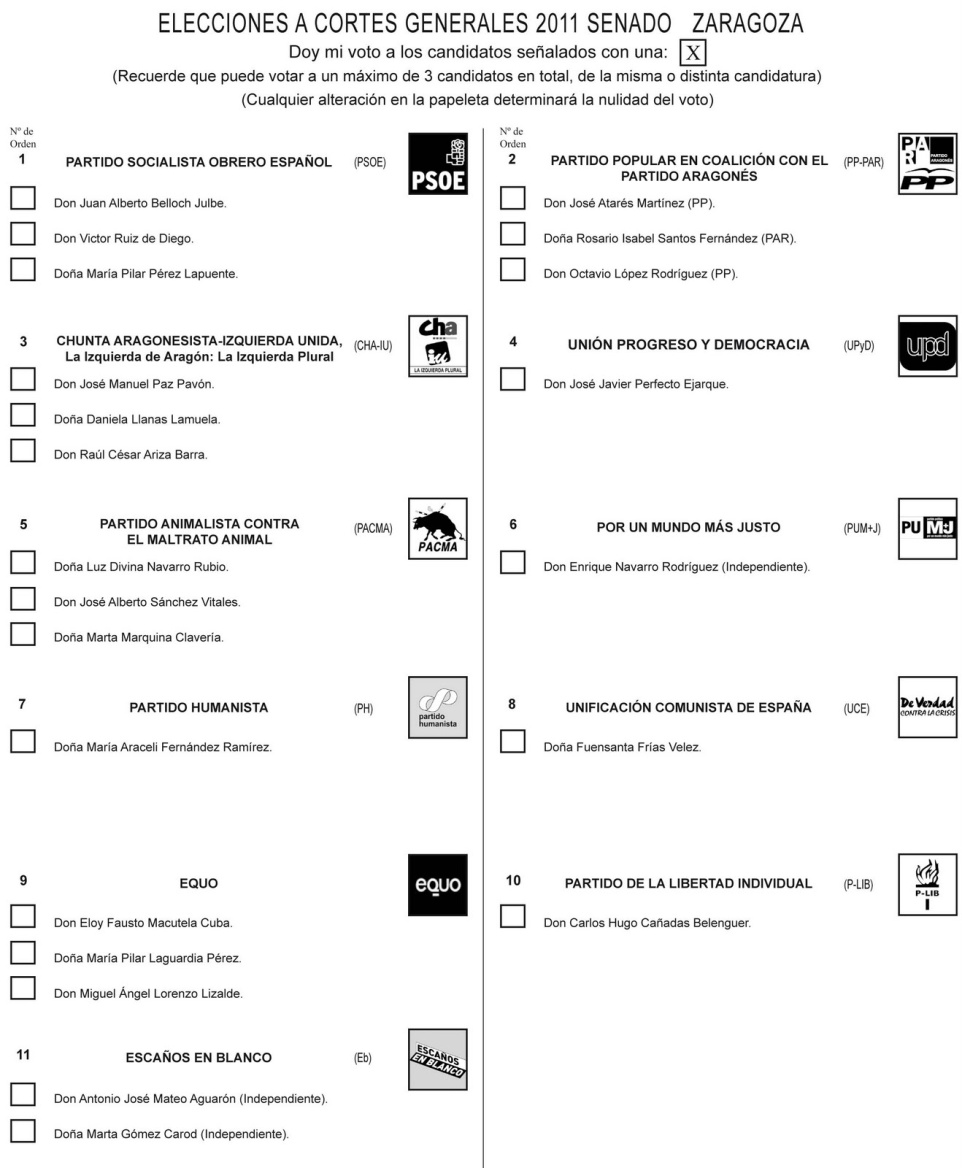 ELECCIONES A CORTES GENERALES 2011 SENADO ZARAGOZA
Doy mi voto a los candidatos señalados con una: X
(Recuerde que puede votar a un máximo de 3 candidatos en total, de la misma o distinta candidatura)
(Cualquier alteración en la papeleta determinará la nulidad del voto)
Nº de
Orden
1 PARTIDO SOCIALISTA OBRERO ESPAÑOL (PSOE)
PSOE
Don Juan Alberto Belloch Julbe.
Don Victor Ruiz de Diego.
Doña María Pilar Pérez Lapuente.
Nº de
Orden
2 PARTIDO POPULAR EN COALICIÓN CON EL (PP-PAR)
PARTIDO ARAGONÉS
PAR PARTIDO
ARAGONÉS
PP
Don José Atarés Martínez (PP).
Doña Rosario Isabel Santos Fernández (PAR).
Don Octavio López Rodríguez (PP).
3 CHUNTA ARAGONESISTA-IZQUIERDA UNIDA, (CHA-IU)
La Izquierda de Aragón: La Izquierda Plural
cha
iu
LA IZQUIERDA PLURAL
Don José Manuel Paz Pavón.
Doña Daniela Llanas Lamuela.
Don Raúl César Ariza Barra.
4 UNIÓN PROGRESO Y DEMOCRACIA (UPyD)
upd
Don José Javier Perfecto Ejarque.
5 PARTIDO ANIMALISTA CONTRA (PACMA)
EL MALTRATO ANIMAL
PACMA
Doña Luz Divina Navarro Rubio.
Don José Alberto Sánchez Vitales.
Doña Marta Marquina Clavería.
6 POR UN MUNDO MÁS JUSTO (PUM+J)
PUM+J
Don Enrique Navarro Rodríguez (Independiente).
7 PARTIDO HUMANISTA (PH)
partido
humanista
Doña María Araceli Fernández Ramírez.
8 UNIFICACIÓN COMUNISTA DE ESPAÑA (UCE)
De Verdad
CONTRA LA CRISIS
Doña Fuensanta Frías Velez.
9 EQUO
equo
Don Eloy Fausto Macutela Cuba.
Doña María Pilar Laguardia Pérez.
Don Miguel Ángel Lorenzo Lizalde.
10 PARTIDO DE LA LIBERTAD INDIVIDUAL (P-LIB)
P-LIB
Don Carlos Hugo Cañadas Belenguer.
11 ESCAÑOS EN BLANCO (Eb)
ESCAÑOS
EN BLANCO
Don Antonio José Mateo Aguarón (Independiente).
Doña Marta Gómez Carod (Independiente).